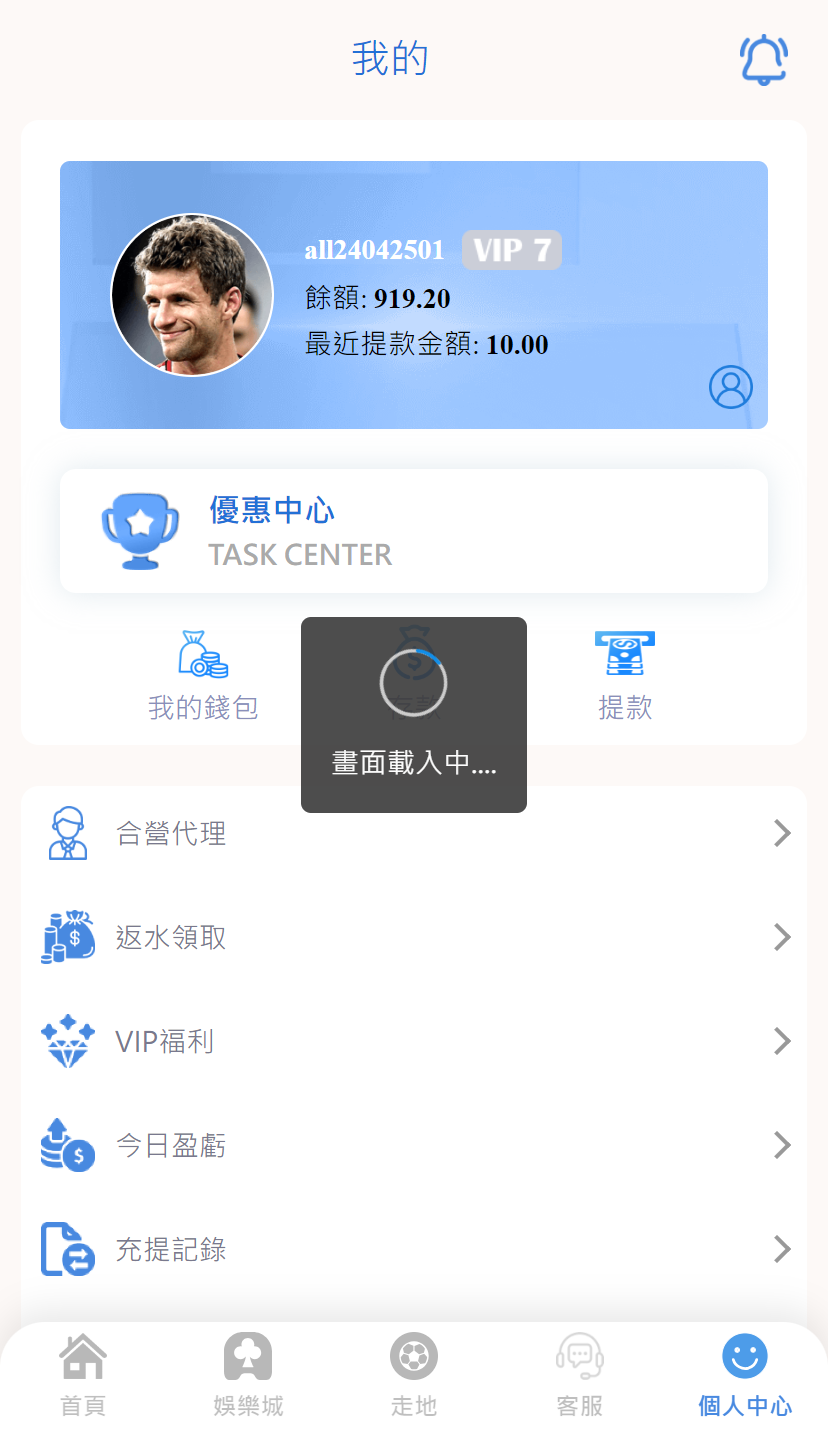 我的
all24042501 VIP 7
餘額: 919.20
最近提款金額: 10.00
優惠中心
TASK CENTER
我的錢包 存款 提款
畫面載入中....
合營代理
返水領取
VIP福利
今日盈虧
充提記錄
首頁 娛樂城 走地 客服 個人中心